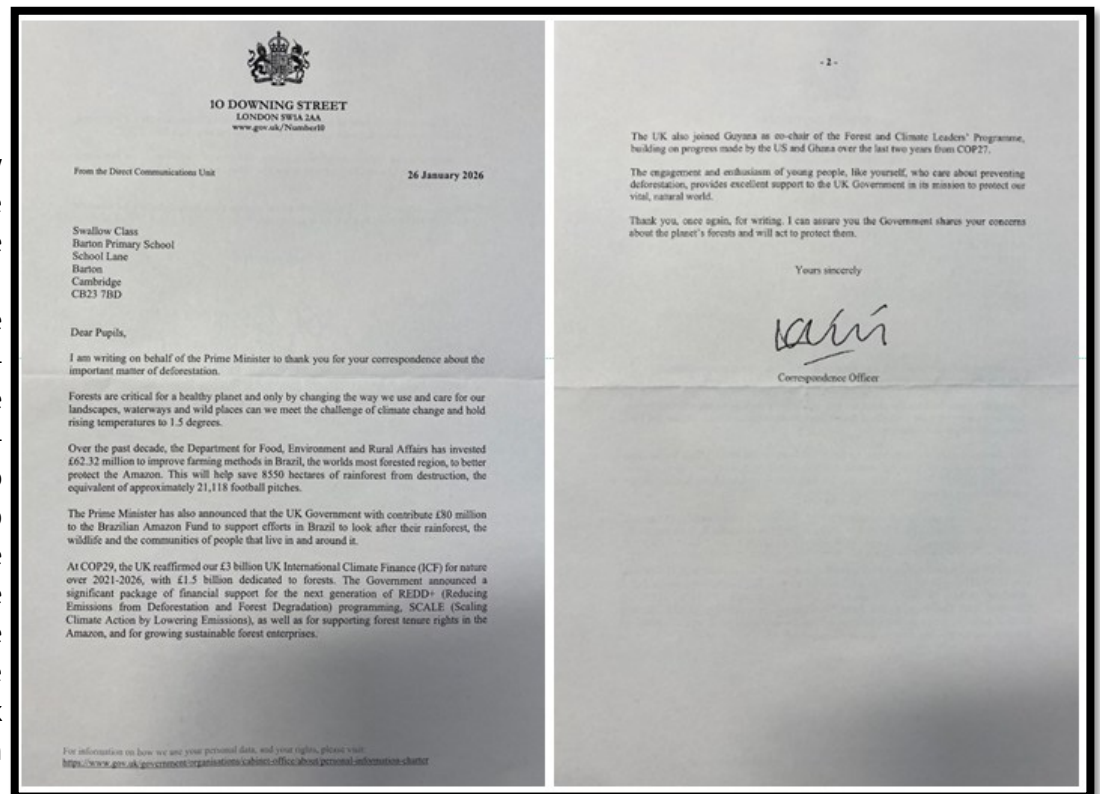 10 DOWNING STREET
LONDON SW1A 2AA
www.gov.uk/Number10
From the Direct Communications Unit
26 January 2026
Swallow Class
Barton Primary School
School Lane
Barton
Cambridge
CB23 7BD
Dear Pupils,
I am writing on behalf of the Prime Minister to thank you for your correspondence about the
important matter of deforestation.
Forests are critical for a healthy planet and only by changing the way we use and care for our
landscapes, waterways and wild places can we meet the challenge of climate change and hold
rising temperatures to 1.5 degrees.
Over the past decade, the Department for Food, Environment and Rural Affairs has invested
£62.32 million to improve farming methods in Brazil, the worlds most forested region, to better
protect the Amazon. This will help save 8550 hectares of rainforest from destruction, the
equivalent of approximately 21,118 football pitches.
The Prime Minister has also announced that the UK Government with contribute £80 million
to the Brazilian Amazon Fund to support efforts in Brazil to look after their rainforest, the
wildlife and the communities of people that live in and around it.
At COP29, the UK reaffirmed our £3 billion UK International Climate Finance (ICF) for nature
over 2021-2026, with £1.5 billion dedicated to forests. The Government announced a
significant package of financial support for the next generation of REDD+ (Reducing
Emissions from Deforestation and Forest Degradation) programming, SCALE (Scaling
Climate Action by Lowering Emissions), as well as for supporting forest tenure rights in the
Amazon, and for growing sustainable forest enterprises.
For information on how we use your personal data, and your rights, please visit:
https://www.gov.uk/government/organisations/cabinet-office/about/personal-information-charter
- 2 -
The UK also joined Guyana as co-chair of the Forest and Climate Leaders' Programme,
building on progress made by the US and Ghana over the last two years from COP27.
The engagement and enthusiasm of young people, like yourself, who care about preventing
deforestation, provides excellent support to the UK Government in its mission to protect our
vital, natural world.
Thank you, once again, for writing. I can assure you the Government shares your concerns
about the planet's forests and will act to protect them.
Yours sincerely
Correspondence Officer